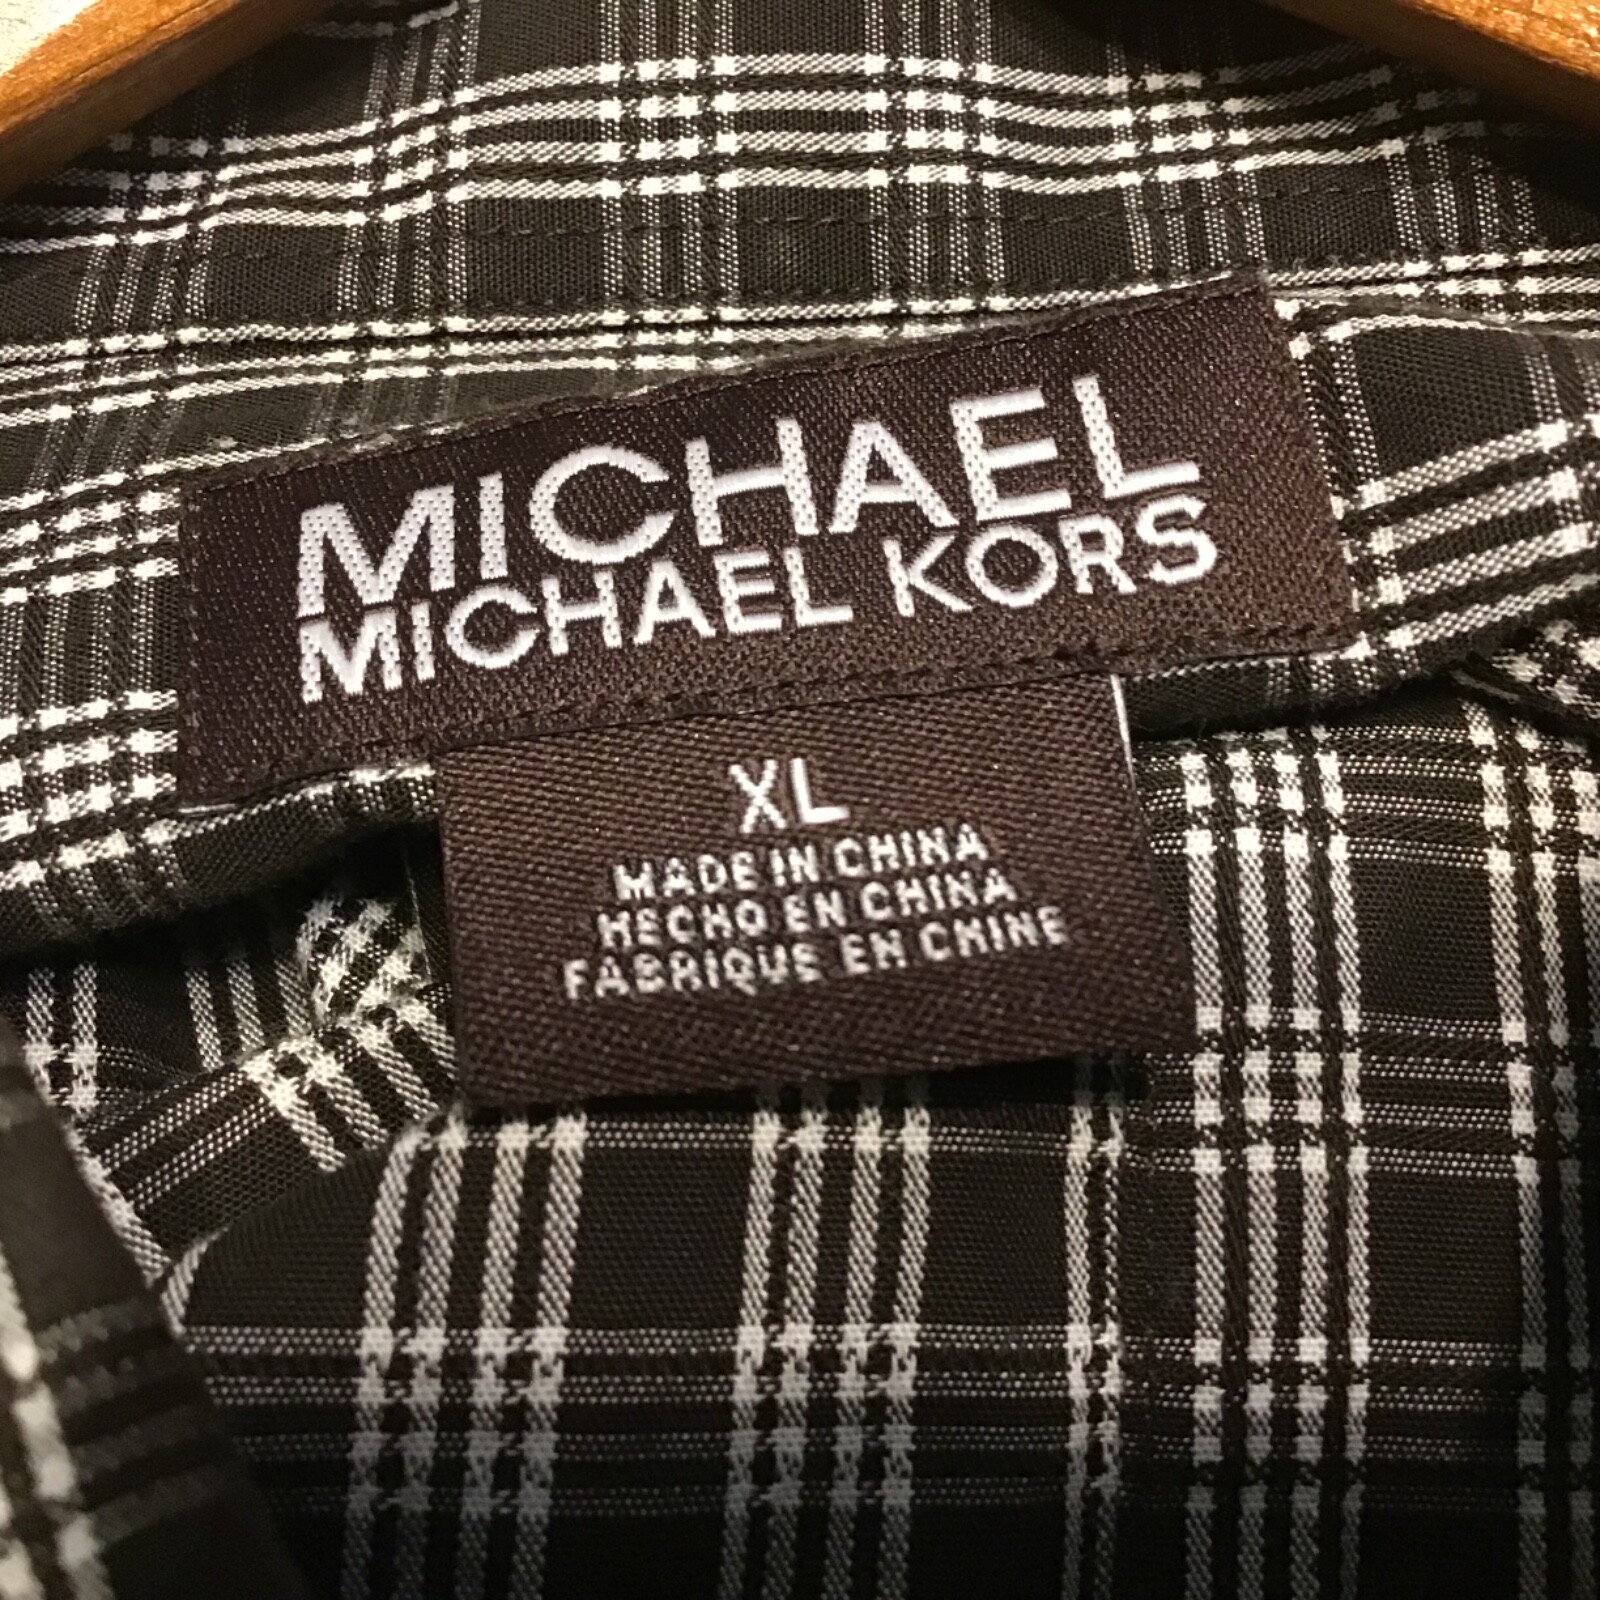 MICHAEL
MICHAEL KORS
XL
MADE IN CHINA
HECHO EN CHINA
FABRIQUE EN CHINE